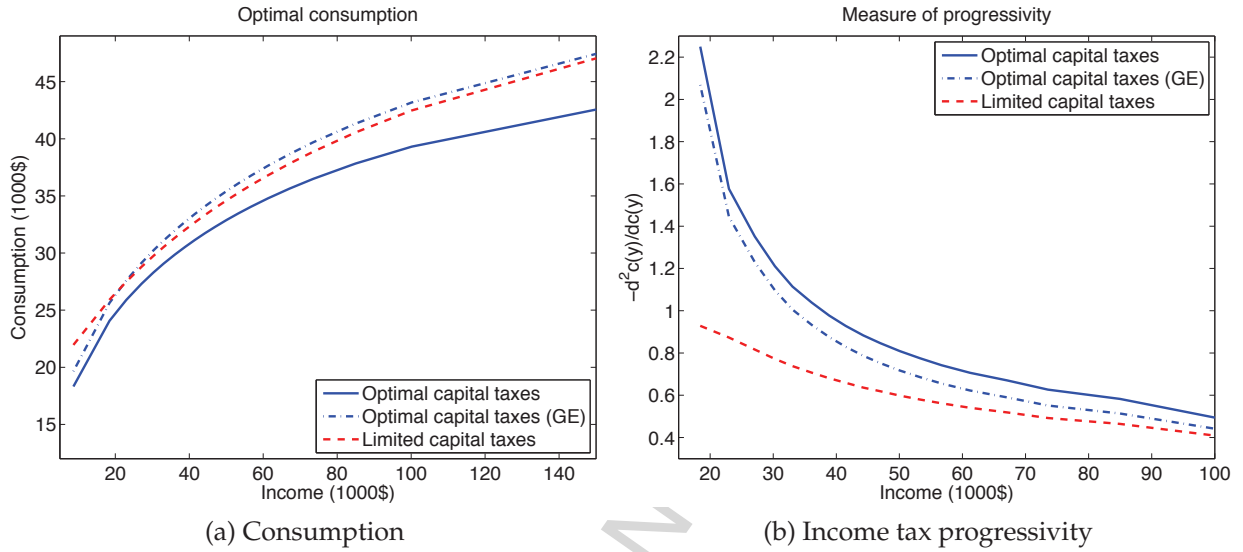 Optimal consumption
45
40
35
30
25
20
15
Consumption (1000$)
20 40 60 80 100 120 140
Income (1000$)
Optimal capital taxes
Optimal capital taxes (GE)
Limited capital taxes
(a) Consumption
Measure of progressivity
2.2
2
1.8
1.6
1.4
1.2
1
0.8
0.6
0.4
−d²c(y)/dc(y)
20 30 40 50 60 70 80 90 100
Income (1000$)
Optimal capital taxes
Optimal capital taxes (GE)
Limited capital taxes
(b) Income tax progressivity
N